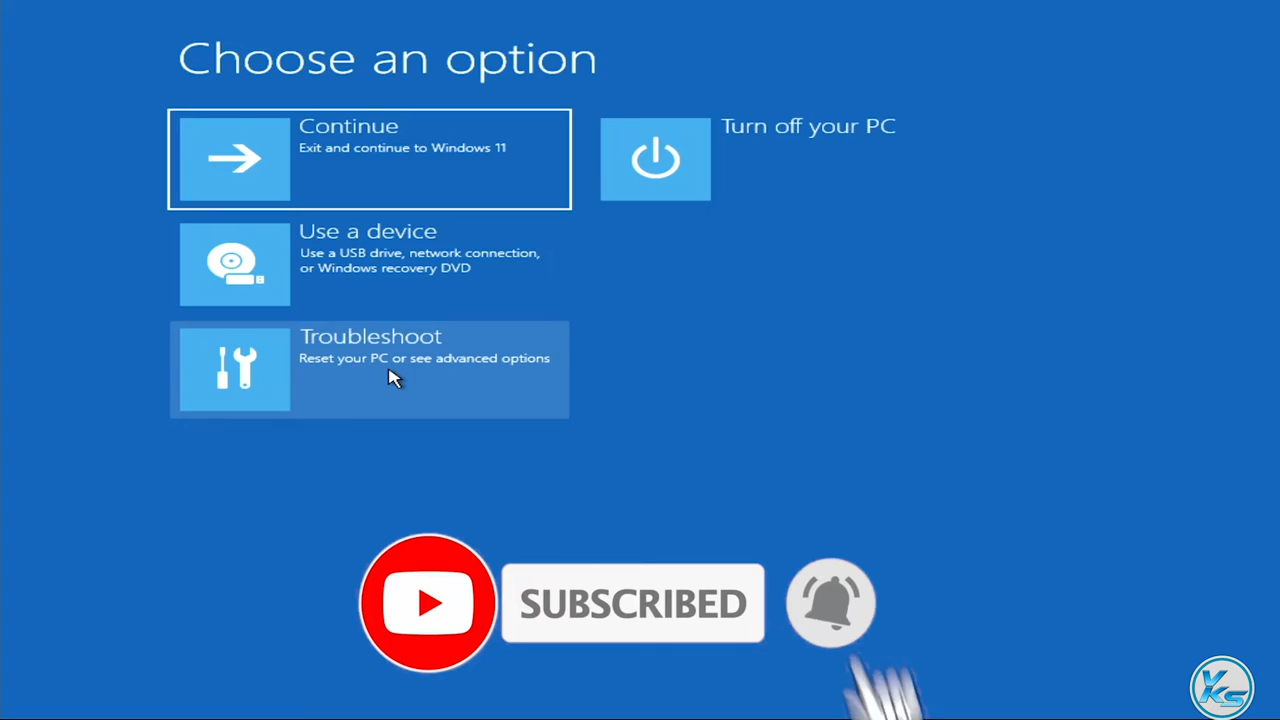 Choose an option
Continue
Exit and continue to Windows 11
Turn off your PC
Use a device
Use a USB drive, network connection,
or Windows recovery DVD
Troubleshoot
Reset your PC or see advanced options
SUBSCRIBED
VKS